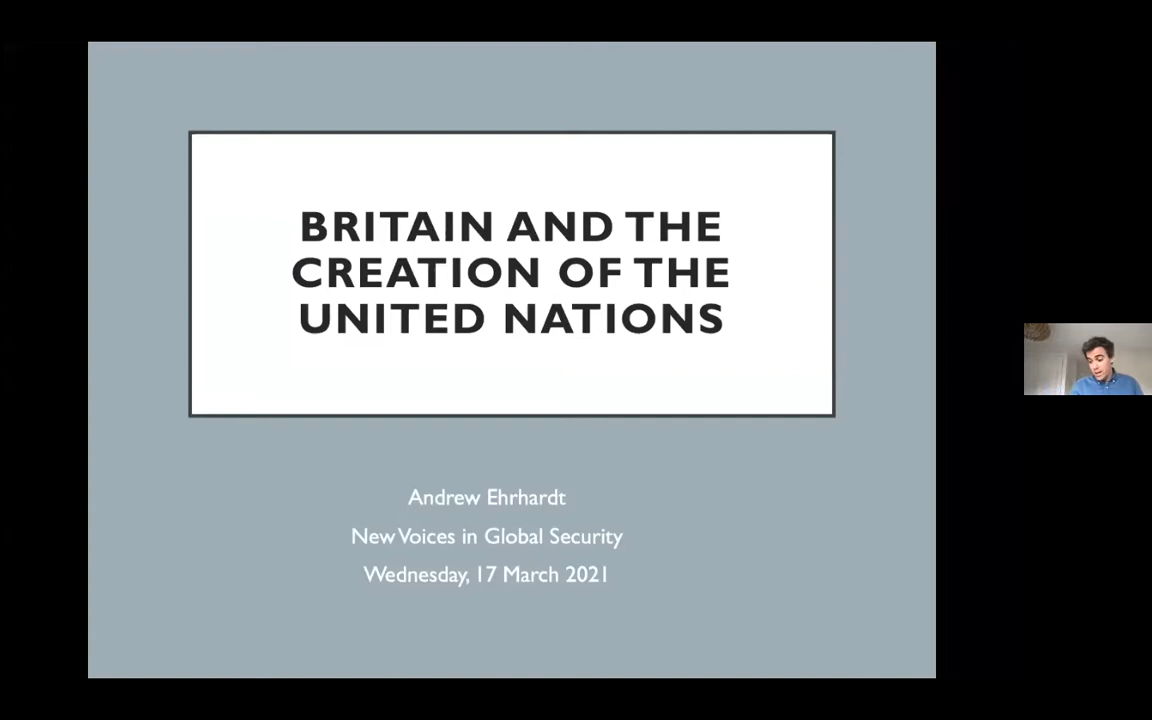 BRITAIN AND THE
CREATION OF THE
UNITED NATIONS
Andrew Ehrhardt
New Voices in Global Security
Wednesday, 17 March 2021